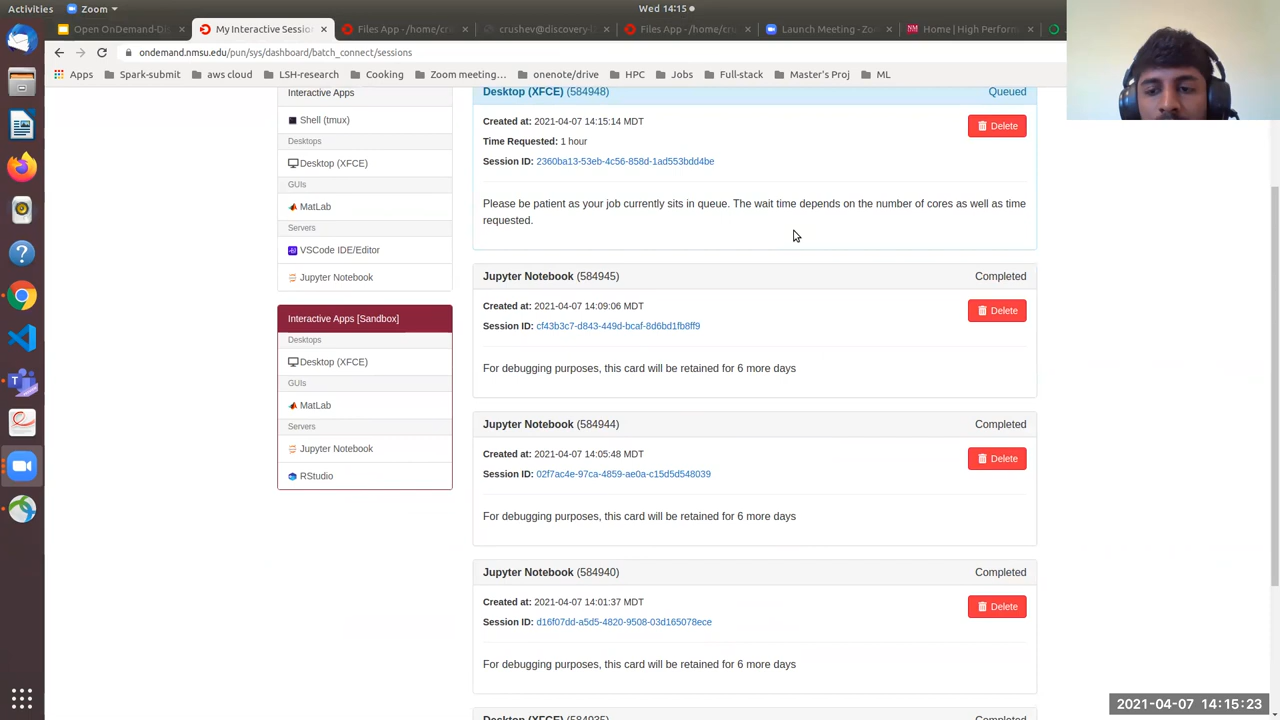 Activities
Zoom
Wed 14:15
Open OnDemand-Di
My Interactive Sessio
Files App - /home/cr
crushev@discovery-l
Files App - /home/cru
Launch Meeting - Zo
Home | High Perform
ondemand.nmsu.edu/pun/sys/dashboard/batch_connect/sessions
Apps
Spark-submit
aws cloud
LSH-research
Cooking
Zoom meeting...
onenote/drive
HPC
Jobs
Full-stack
Master's Proj
ML
Interactive Apps
Shell (tmux)
Desktops
Desktop (XFCE)
GUIs
MatLab
Servers
VSCode IDE/Editor
Jupyter Notebook
Interactive Apps [Sandbox]
Desktops
Desktop (XFCE)
GUIs
MatLab
Servers
Jupyter Notebook
RStudio
Desktop (XFCE) (584948)
Queued
Created at: 2021-04-07 14:15:14 MDT
Delete
Time Requested: 1 hour
Session ID: 2360ba13-53eb-4c56-858d-1ad553bdd4be
Please be patient as your job currently sits in queue. The wait time depends on the number of cores as well as time
requested.
Jupyter Notebook (584945)
Completed
Created at: 2021-04-07 14:09:06 MDT
Delete
Session ID: cf43b3c7-d843-449d-bcaf-8d6bd1fb8ff9
For debugging purposes, this card will be retained for 6 more days
Jupyter Notebook (584944)
Completed
Created at: 2021-04-07 14:05:48 MDT
Delete
Session ID: 02f7ac4e-97ca-4859-ae0a-c15d5d548039
For debugging purposes, this card will be retained for 6 more days
Jupyter Notebook (584940)
Completed
Created at: 2021-04-07 14:01:37 MDT
Delete
Session ID: d16f07dd-a5d5-4820-9508-03d165078ece
For debugging purposes, this card will be retained for 6 more days
Desktop (XFCE) (584935)
Completed
2021-04-07 14:15:23